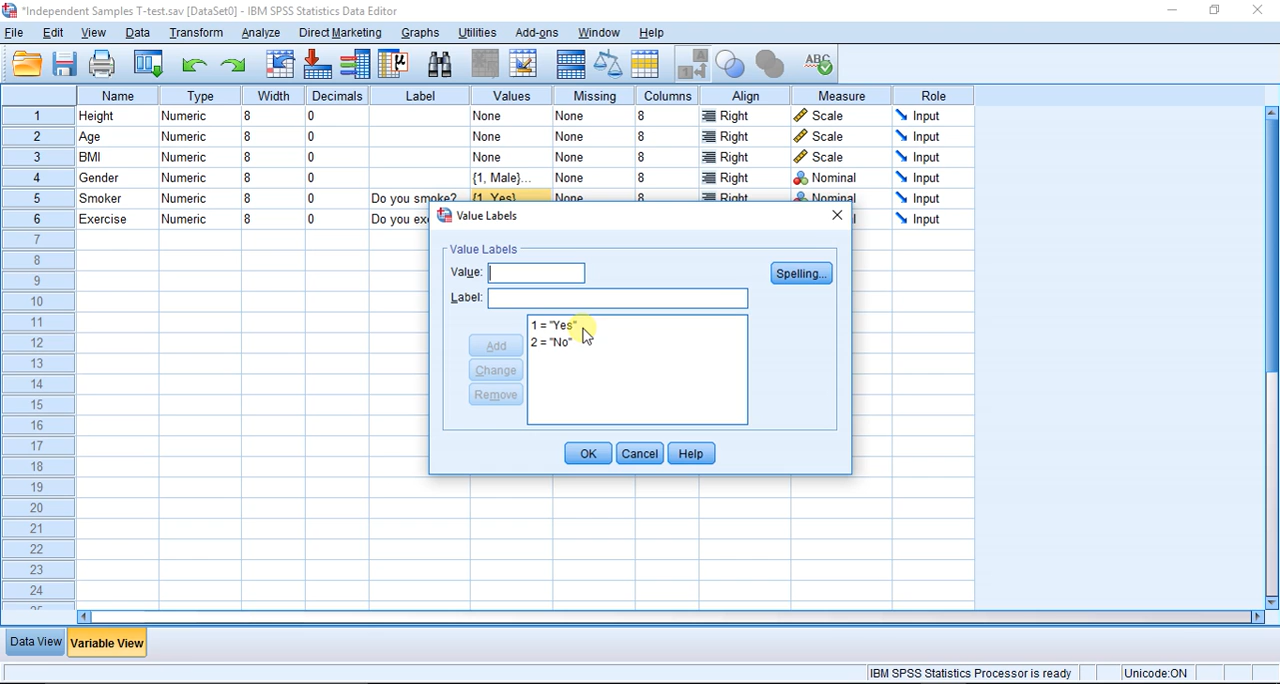 *Independent Samples T-test.sav [DataSet0] - IBM SPSS Statistics Data Editor
File Edit View Data Transform Analyze Direct Marketing Graphs Utilities Add-ons Window Help
Name Type Width Decimals Label Values Missing Columns Align Measure Role
1 Height Numeric 8 0 None None 8 Right Scale Input
2 Age Numeric 8 0 None None 8 Right Scale Input
3 BMI Numeric 8 0 None None 8 Right Scale Input
4 Gender Numeric 8 0 {1, Male}... None 8 Right Nominal Input
5 Smoker Numeric 8 0 Do you smoke? {1, Yes} None 8 Right Nominal Input
6 Exercise Numeric 8 0 Do you ex Input
7
8
9
10
11
12
13
14
15
16
17
18
19
20
21
22
23
24
Value Labels
Value Labels
Value:
Spelling...
Label:
1 = "Yes"
2 = "No"
Add
Change
Remove
OK Cancel Help
Data View Variable View
IBM SPSS Statistics Processor is ready Unicode:ON